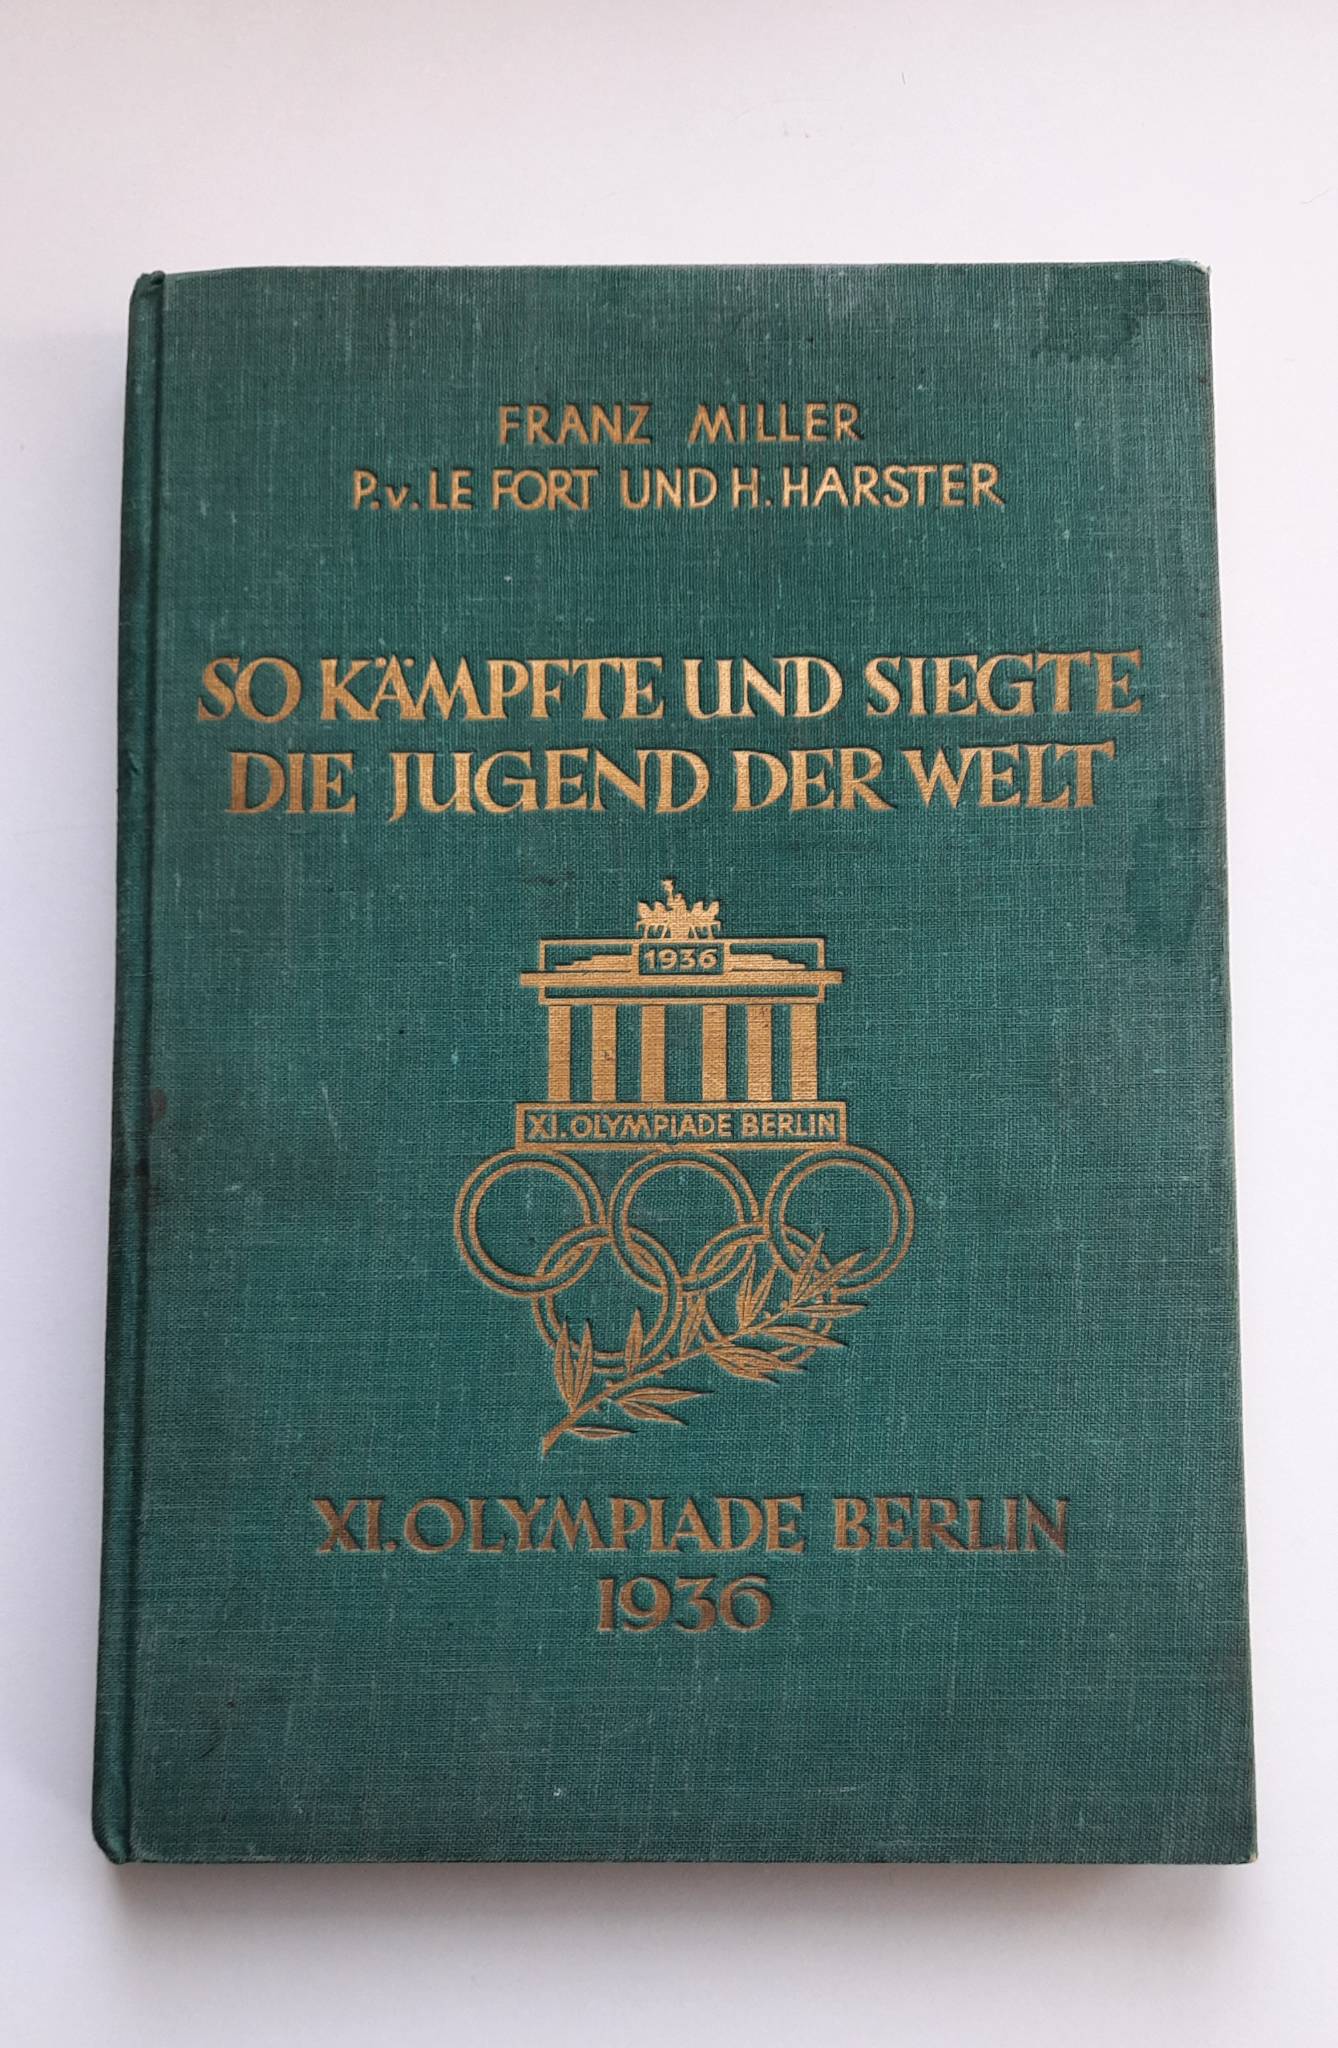 FRANZ MILLER
P.v. LE FORT UND H. HARSTER
SO KÄMPFTE UND SIEGTE
DIE JUGEND DER WELT
1936
XI. OLYMPIADE BERLIN
XI. OLYMPIADE BERLIN
1936